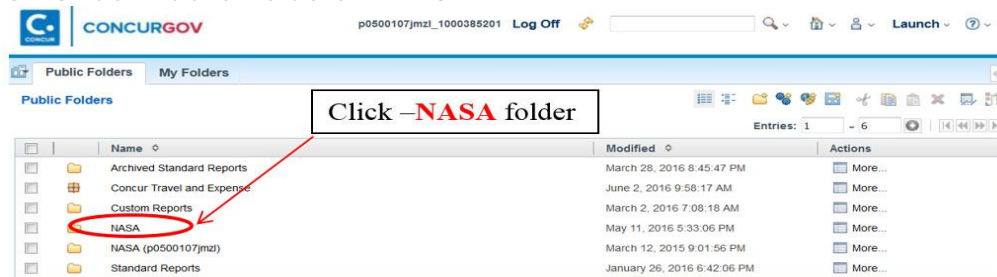 C.
CONCUR
CONCURGOV
p0500107jmzl_1000385201 Log Off
Launch
Public Folders My Folders
Public Folders
Click –NASA folder
Entries: 1 - 6
Name Modified Actions
Archived Standard Reports March 28, 2016 8:45:47 PM More...
Concur Travel and Expense June 2, 2016 9:58:17 AM More...
Custom Reports March 2, 2016 7:08:18 AM More...
NASA May 11, 2016 5:33:06 PM More...
NASA (p0500107jmzl) March 12, 2015 9:01:56 PM More...
Standard Reports January 26, 2016 6:42:06 PM More...